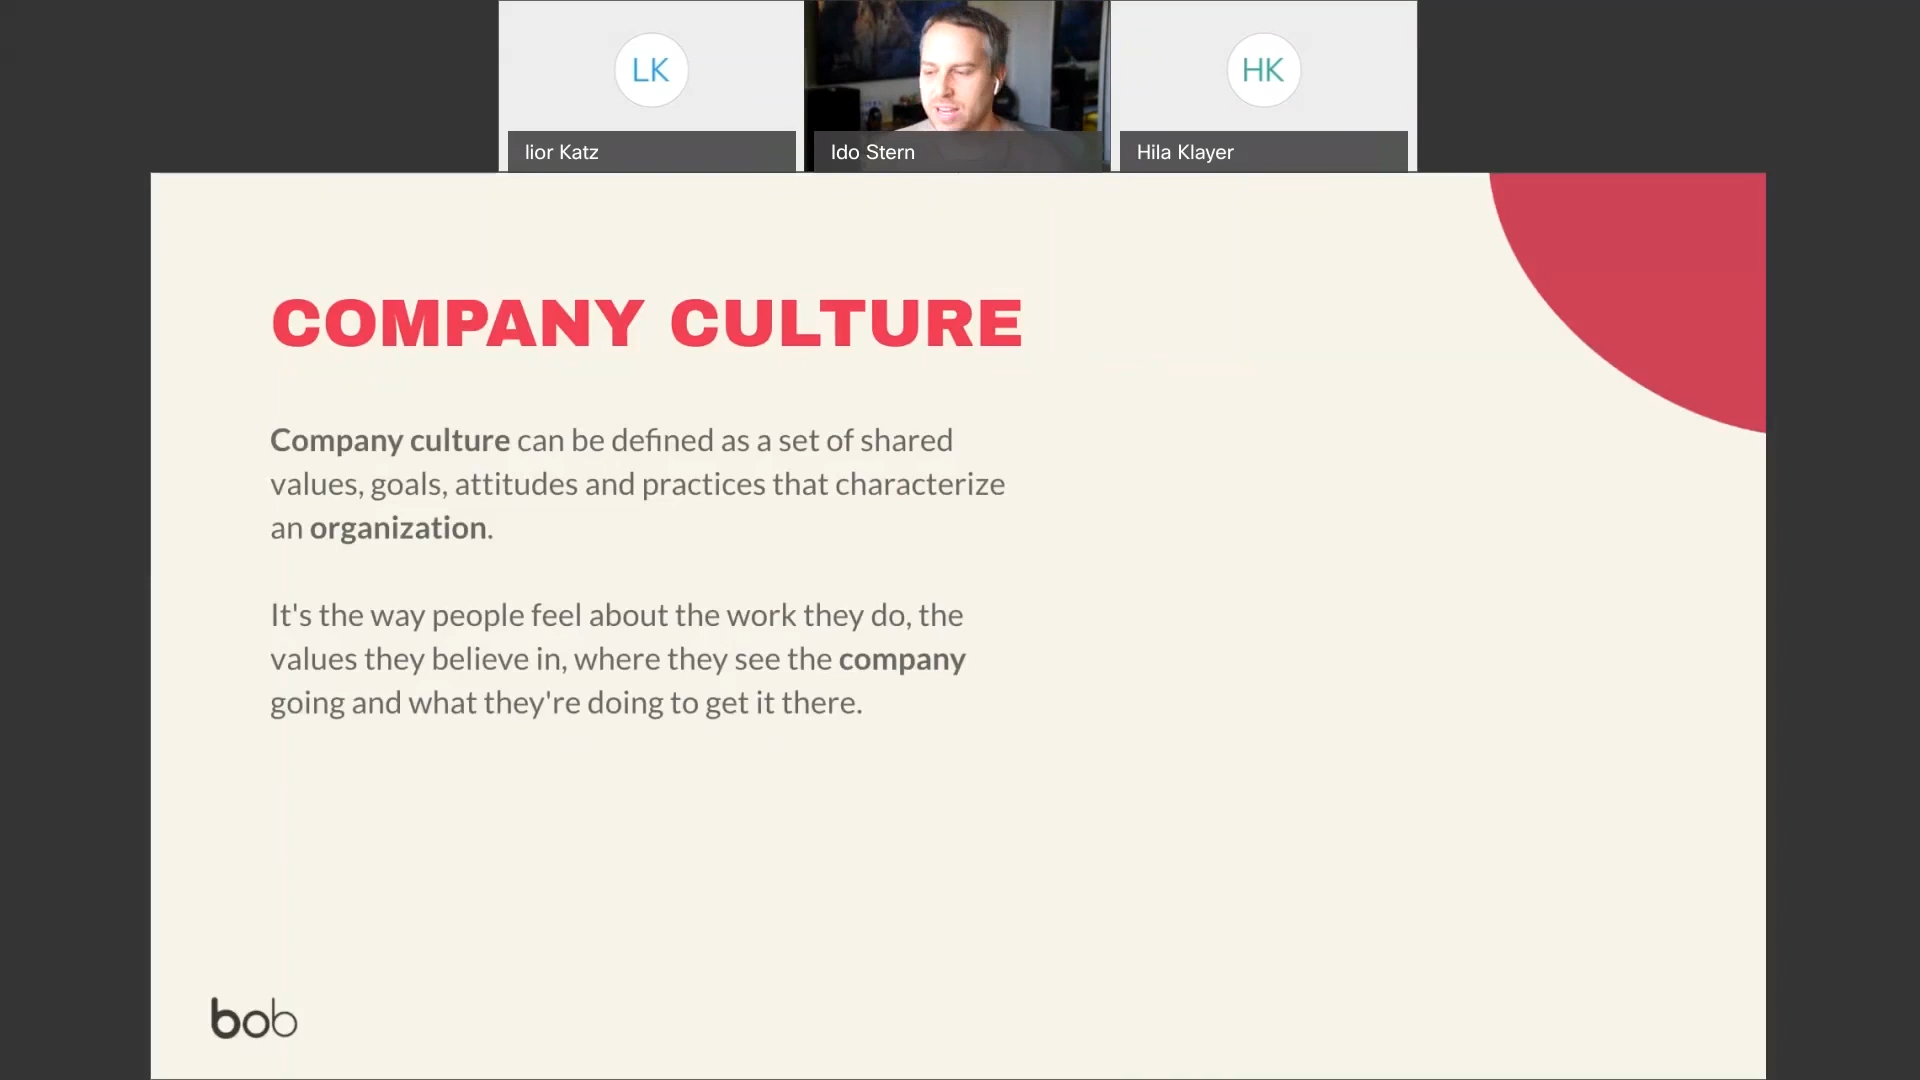 LK
HK
lior Katz
Ido Stern
Hila Klayer
COMPANY CULTURE
Company culture can be defined as a set of shared
values, goals, attitudes and practices that characterize
an organization.
It's the way people feel about the work they do, the
values they believe in, where they see the company
going and what they're doing to get it there.
bob